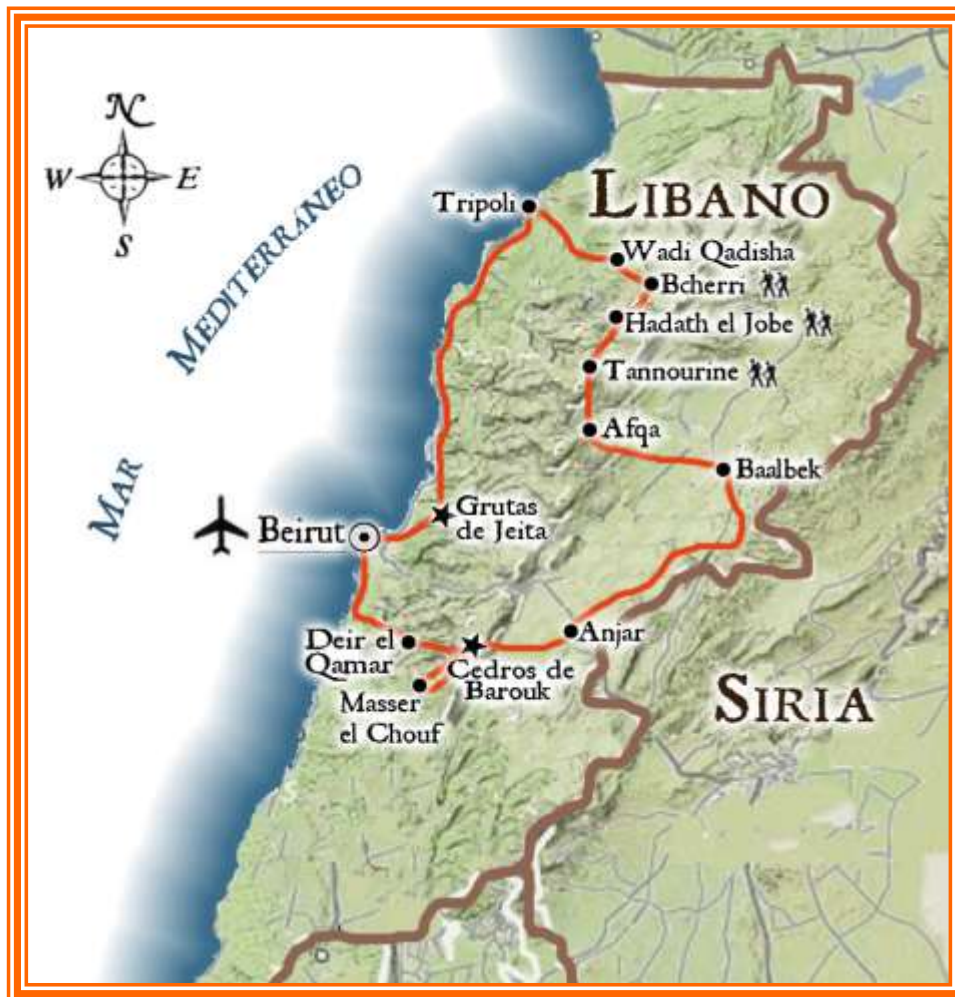 N
W E
S
MAR MEDITERRÁNEO
LIBANO
Tripoli
Wadi Qadisha
Bcherri
Hadath el Jobe
Tannourine
Afqa
Baalbek
Grutas
de Jeita
Beirut
Anjar
Deir el
Qamar
Cedros de
Barouk
Masser
el Chouf
SIRIA